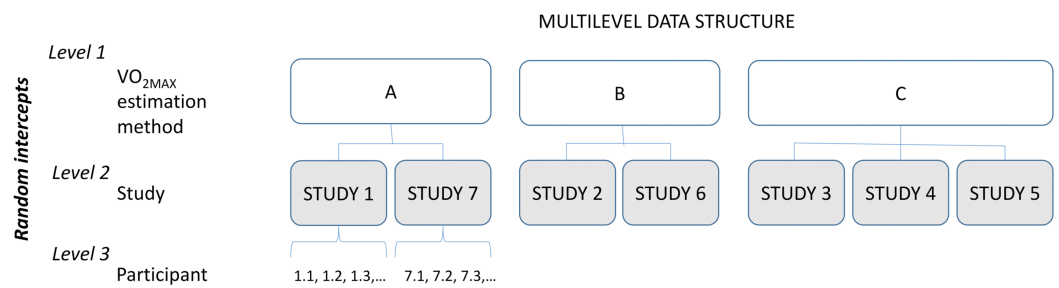 MULTILEVEL DATA STRUCTURE
Random intercepts
Level 1
VO2MAX
estimation
method
A
B
C
Level 2
Study
STUDY 1
STUDY 7
STUDY 2
STUDY 6
STUDY 3
STUDY 4
STUDY 5
Level 3
Participant
1.1, 1.2, 1.3,...
7.1, 7.2, 7.3,...